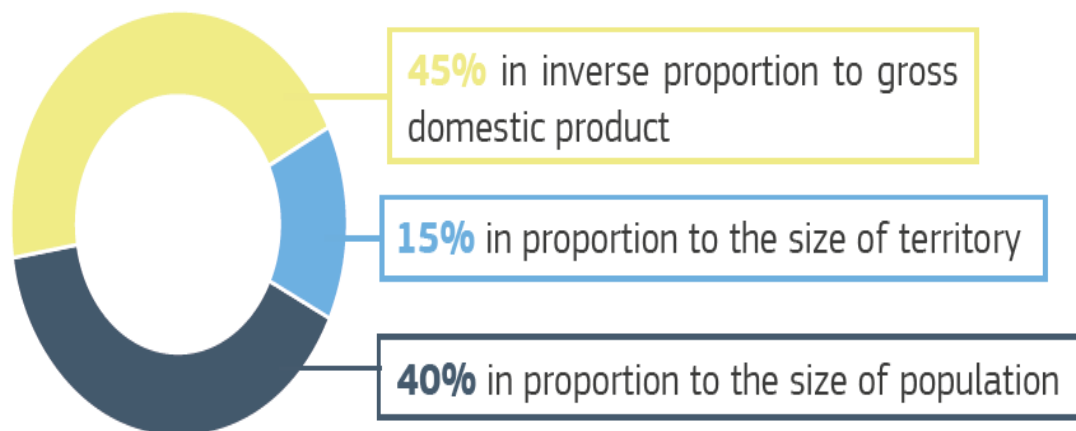 45% in inverse proportion to gross
domestic product
15% in proportion to the size of territory
40% in proportion to the size of population